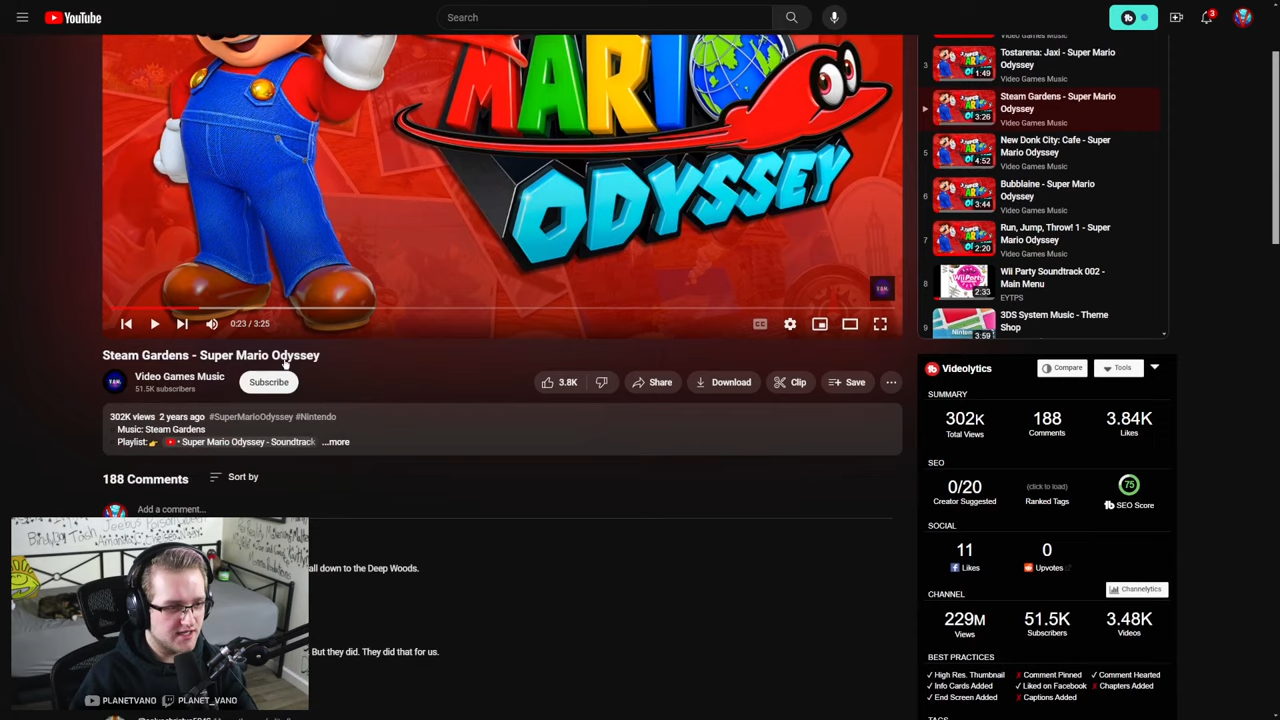 YouTube
Search
3
MARIO
ODYSSEY
0:23 / 3:25
Steam Gardens - Super Mario Odyssey
Video Games Music
51.5K subscribers
Subscribe
3.8K
Share
Download
Clip
Save
302K views 2 years ago #SuperMarioOdyssey #Nintendo
Music: Steam Gardens
Playlist:👉 • Super Mario Odyssey - Soundtrack ...more
188 Comments
Sort by
Add a comment...
all down to the Deep Woods.
But they did. They did that for us.
PLANETVANO PLANET_VANO
Video Games Music
3
1:49
Tostarena: Jaxi - Super Mario
Odyssey
Video Games Music
3:26
Steam Gardens - Super Mario
Odyssey
Video Games Music
5
4:52
New Donk City: Cafe - Super
Mario Odyssey
Video Games Music
6
3:44
Bubblaine - Super Mario
Odyssey
Video Games Music
7
2:20
Run, Jump, Throw! 1 - Super
Mario Odyssey
Video Games Music
8
2:33
Wii Party Soundtrack 002 -
Main Menu
EYTPS
9
3:59
3DS System Music - Theme
Shop
Videolytics
Compare
Tools
SUMMARY
302K 188 3.84K
Total Views Comments Likes
SEO
0/20 (click to load) 75
Creator Suggested Ranked Tags SEO Score
SOCIAL
11 0
Likes Upvotes
CHANNEL
Channelytics
229M 51.5K 3.48K
Views Subscribers Videos
BEST PRACTICES
✓ High Res. Thumbnail ✗ Comment Pinned ✓ Comment Hearted
✓ Info Cards Added ✓ Liked on Facebook ✗ Chapters Added
✓ End Screen Added ✗ Captions Added
TAGS